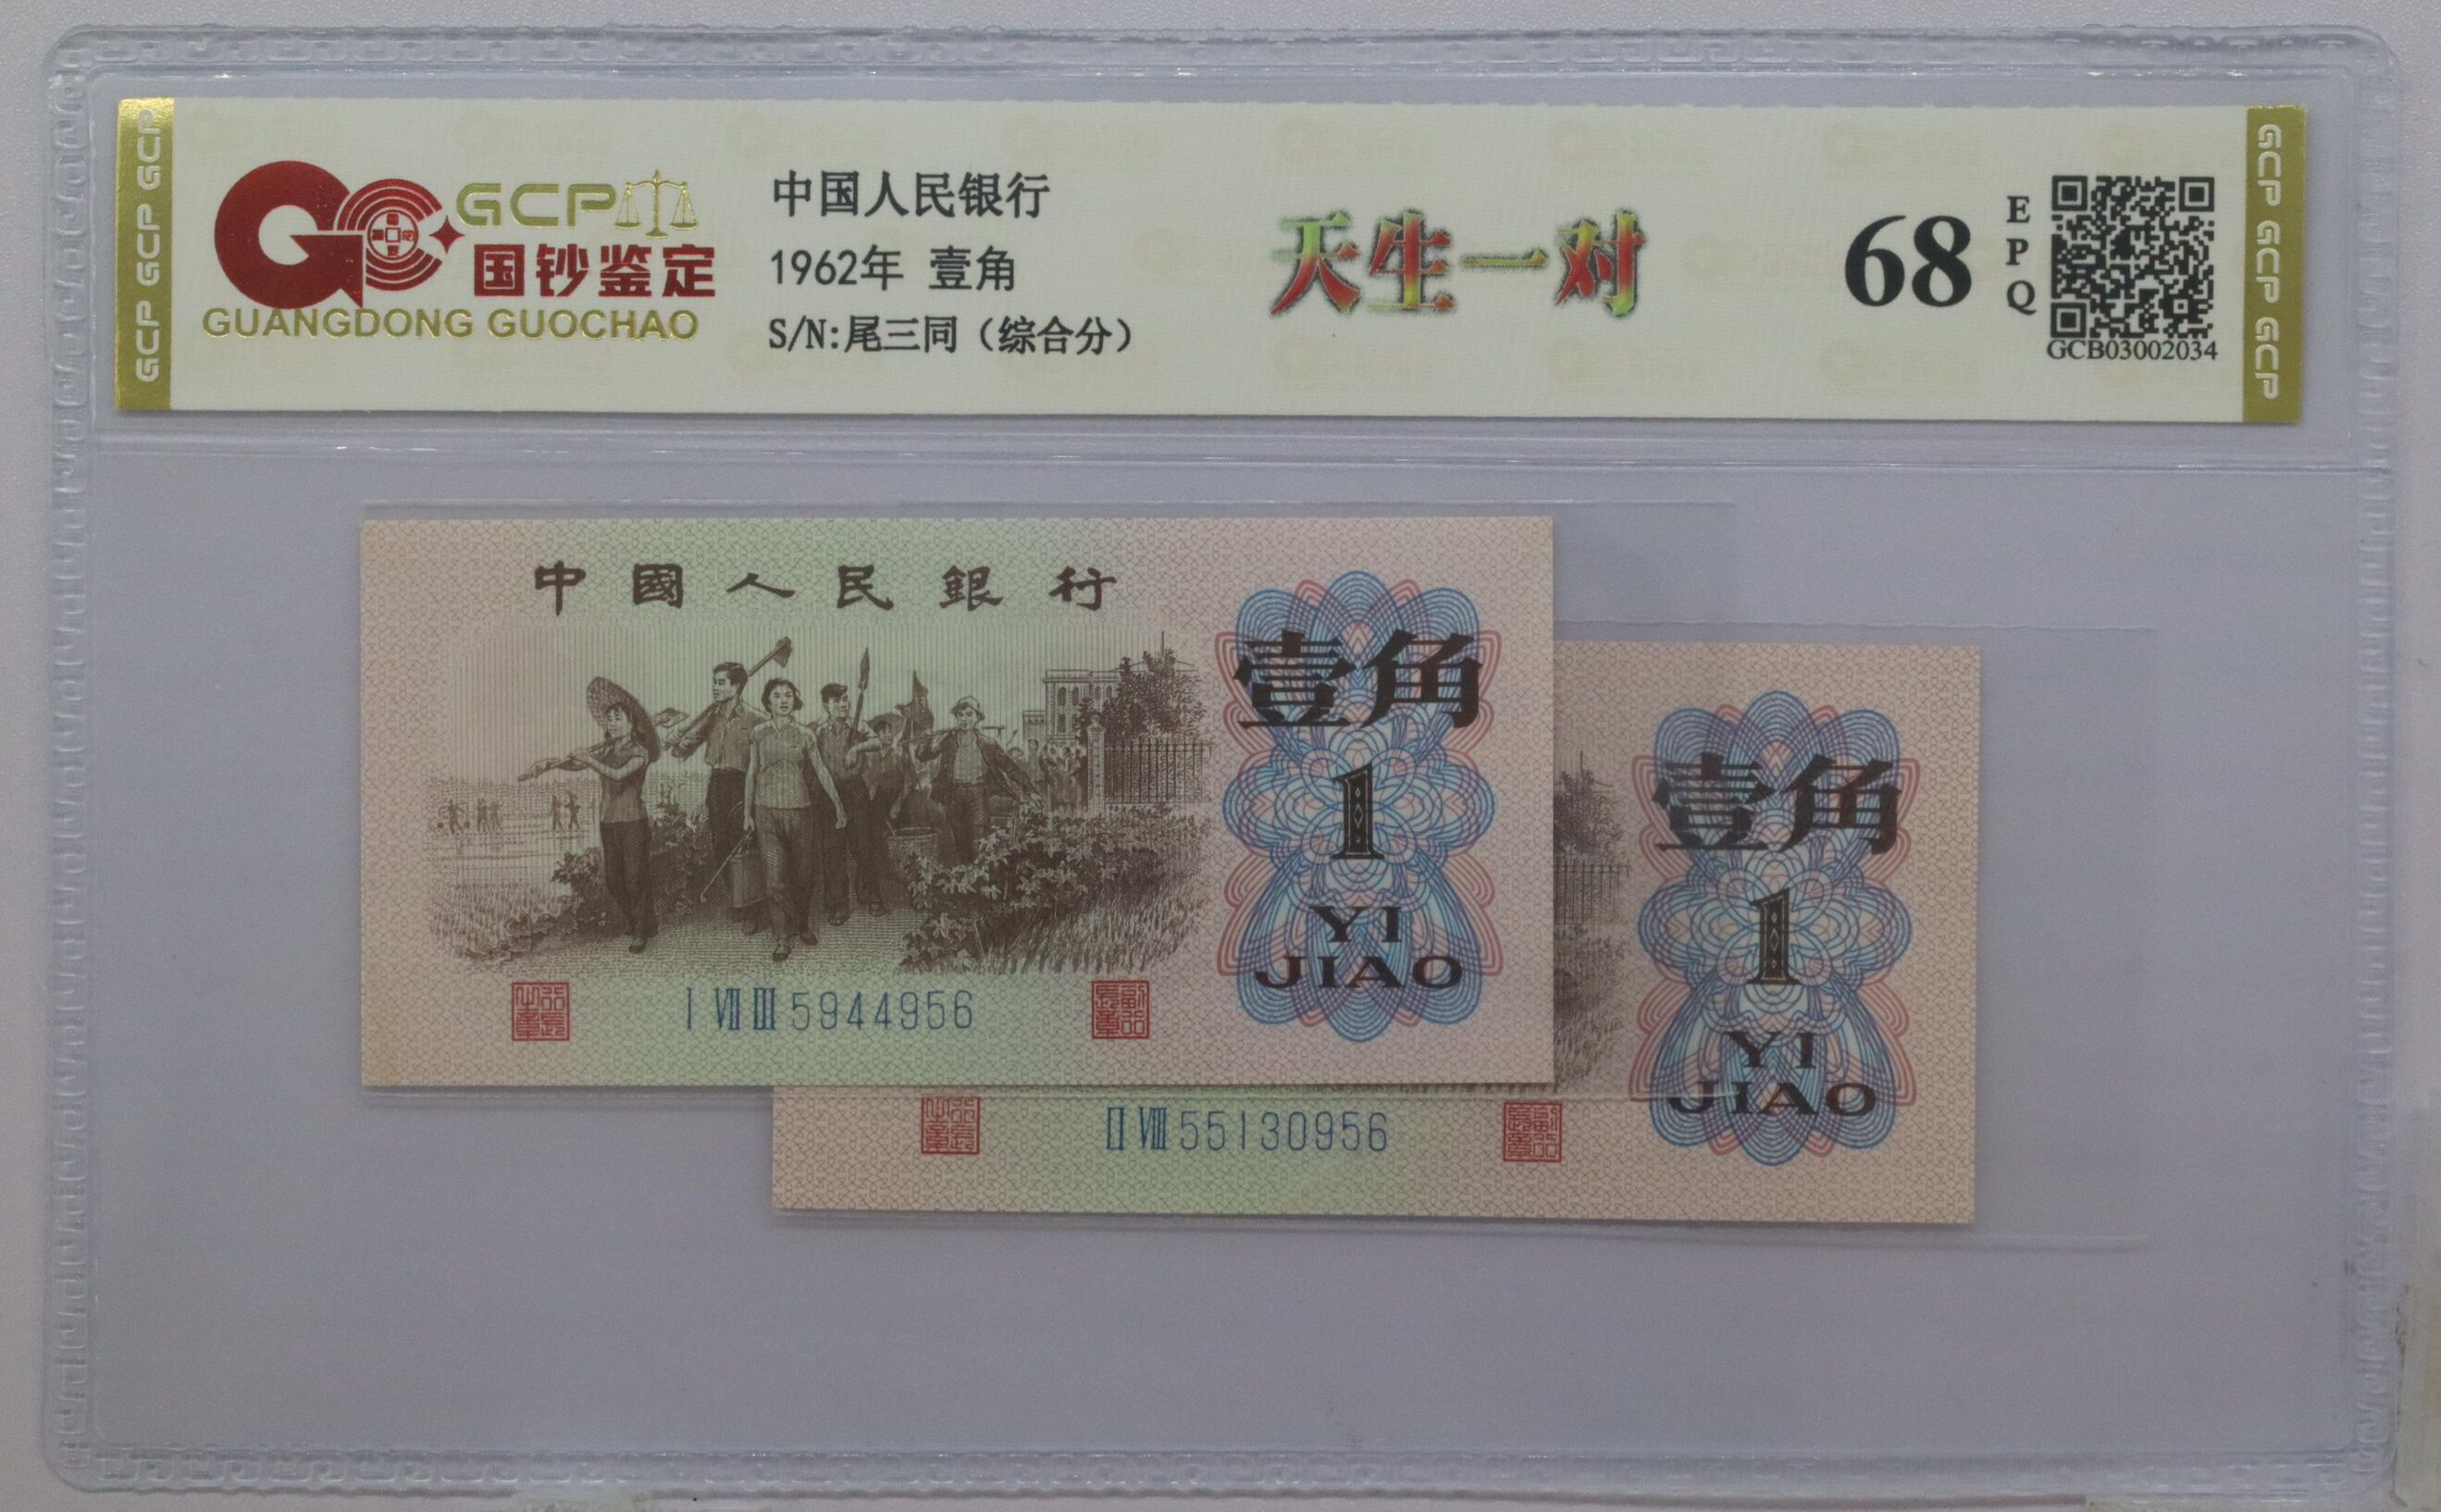 GCP GCP GCP
GCP
国钞鉴定
GUANGDONG GUOCHAO
中国人民银行
1962年 壹角
S/N:尾三同（综合分）
天生一对
68
EPQ
GCB03002034
GCP GCP GCP
中國人民銀行
壹角
1
YI
JIAO
Ⅰ Ⅶ Ⅲ 5944956
壹角
1
YI
JIAO
Ⅱ Ⅷ 55130956